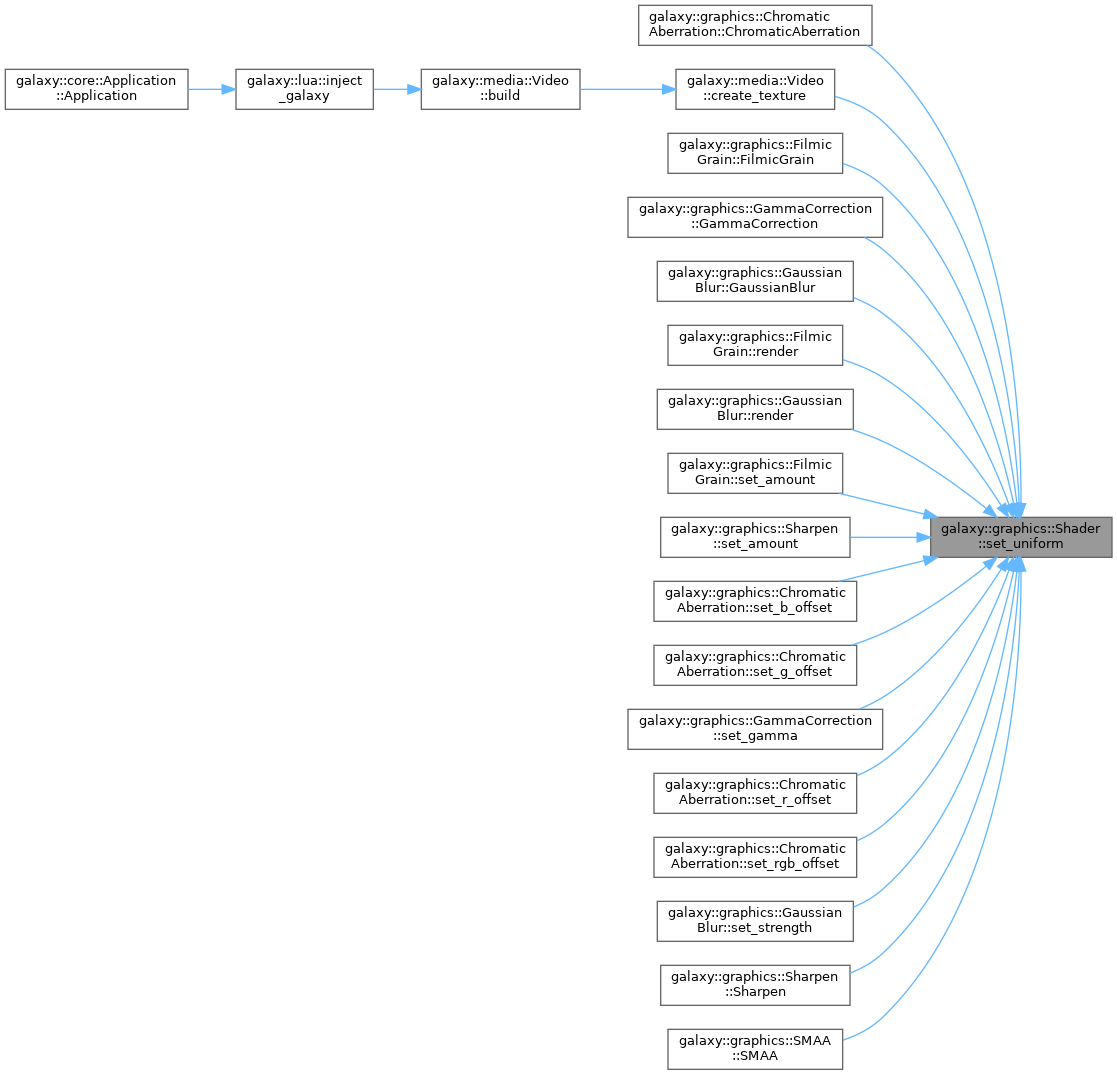 galaxy::graphics::Chromatic
Aberration::ChromaticAberration
galaxy::core::Application
::Application
galaxy::lua::inject
_galaxy
galaxy::media::Video
::build
galaxy::media::Video
::create_texture
galaxy::graphics::Filmic
Grain::FilmicGrain
galaxy::graphics::GammaCorrection
::GammaCorrection
galaxy::graphics::Gaussian
Blur::GaussianBlur
galaxy::graphics::Filmic
Grain::render
galaxy::graphics::Gaussian
Blur::render
galaxy::graphics::Filmic
Grain::set_amount
galaxy::graphics::Sharpen
::set_amount
galaxy::graphics::Shader
::set_uniform
galaxy::graphics::Chromatic
Aberration::set_b_offset
galaxy::graphics::Chromatic
Aberration::set_g_offset
galaxy::graphics::GammaCorrection
::set_gamma
galaxy::graphics::Chromatic
Aberration::set_r_offset
galaxy::graphics::Chromatic
Aberration::set_rgb_offset
galaxy::graphics::Gaussian
Blur::set_strength
galaxy::graphics::Sharpen
::Sharpen
galaxy::graphics::SMAA
::SMAA